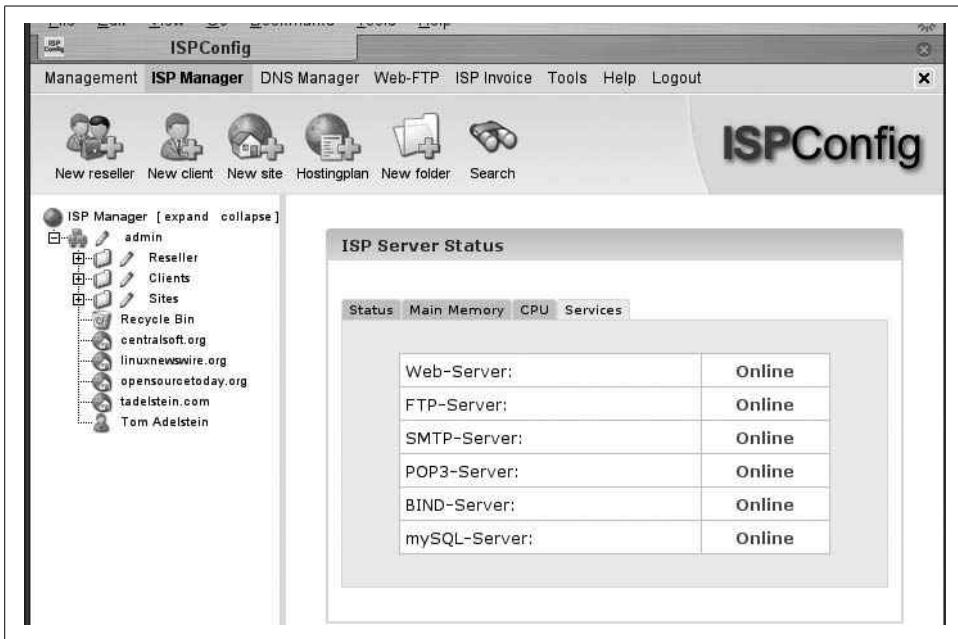 ISPConfig
Management ISP Manager DNS Manager Web-FTP ISP Invoice Tools Help Logout
New reseller New client New site Hostingplan New folder Search
ISPConfig
ISP Manager [ expand collapse ]
admin
Reseller
Clients
Sites
Recycle Bin
centralsoft.org
linuxnewswire.org
opensourcetoday.org
tadelstein.com
Tom Adelstein
ISP Server Status
Status Main Memory CPU Services
Web-Server: Online
FTP-Server: Online
SMTP-Server: Online
POP3-Server: Online
BIND-Server: Online
mySQL-Server: Online